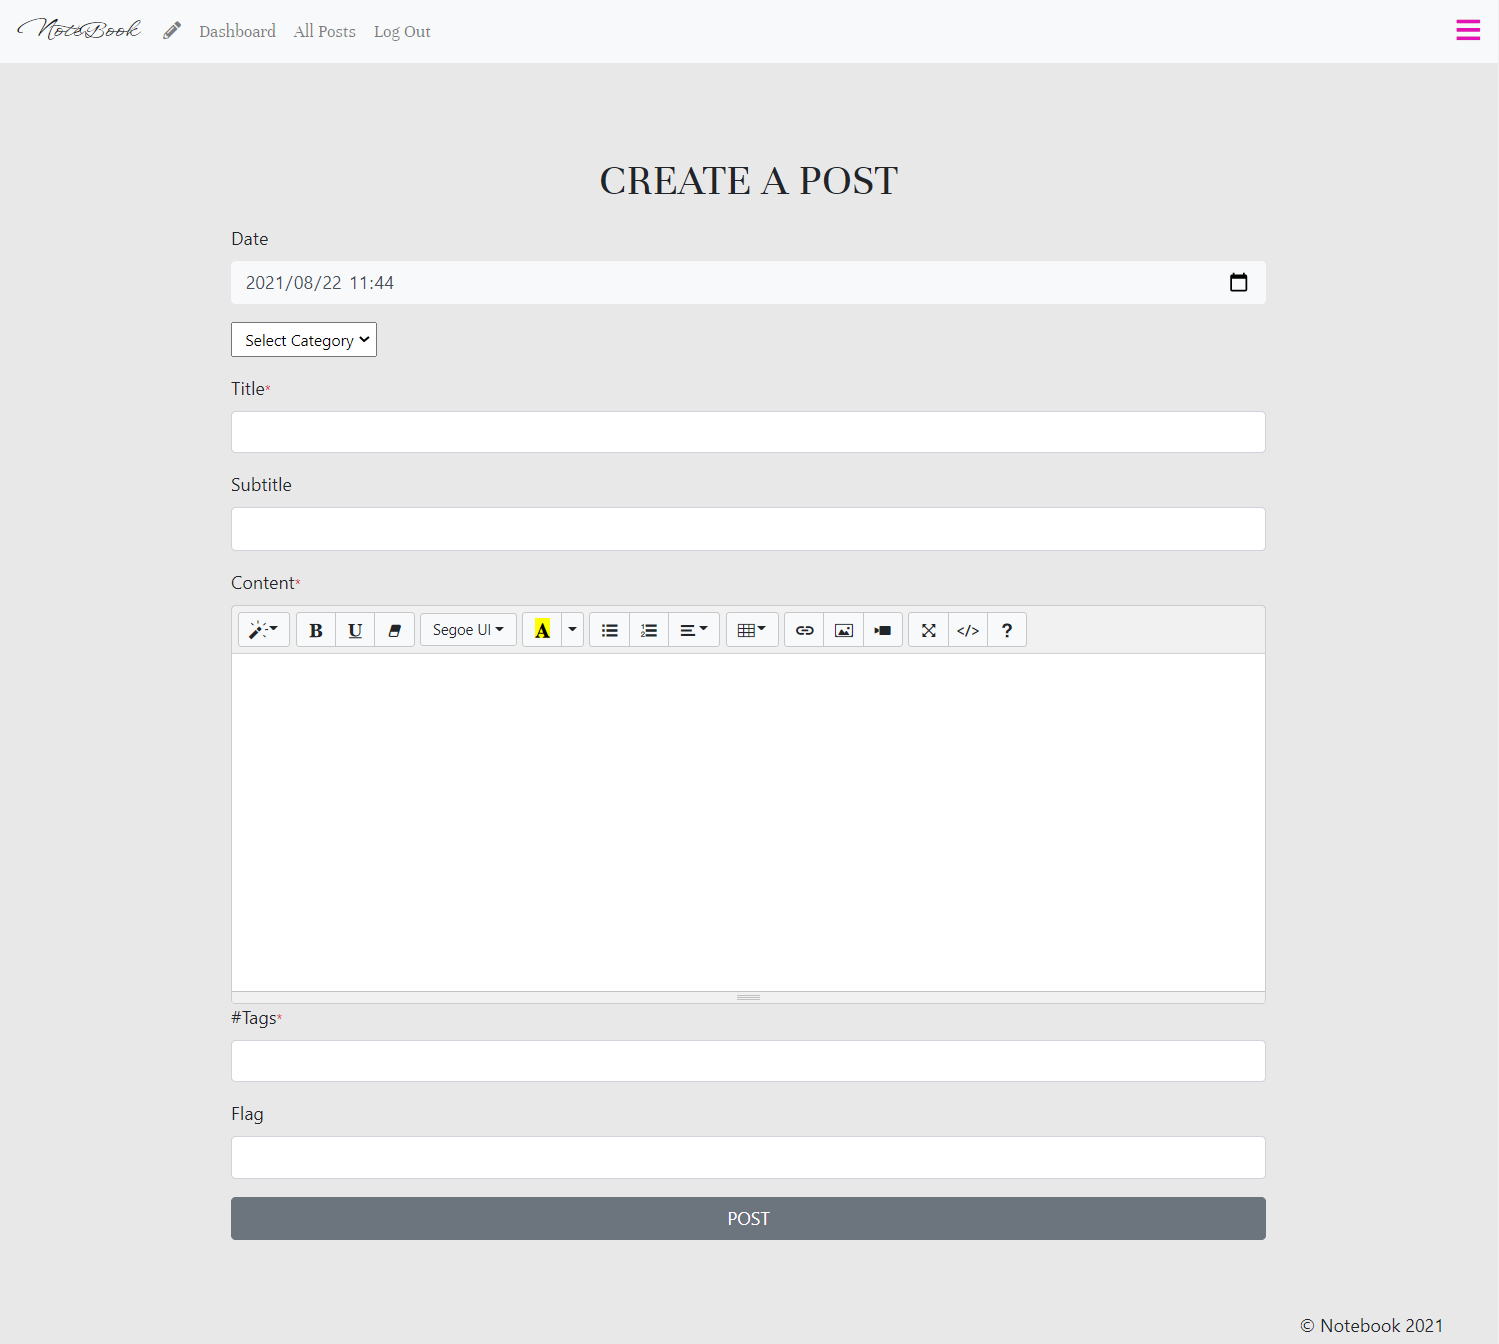 NoteBook Dashboard All Posts Log Out
CREATE A POST
Date
2021/08/22 11:44
Select Category
Title*
Subtitle
Content*
B U Segoe UI A </> ?
#Tags*
Flag
POST
© Notebook 2021